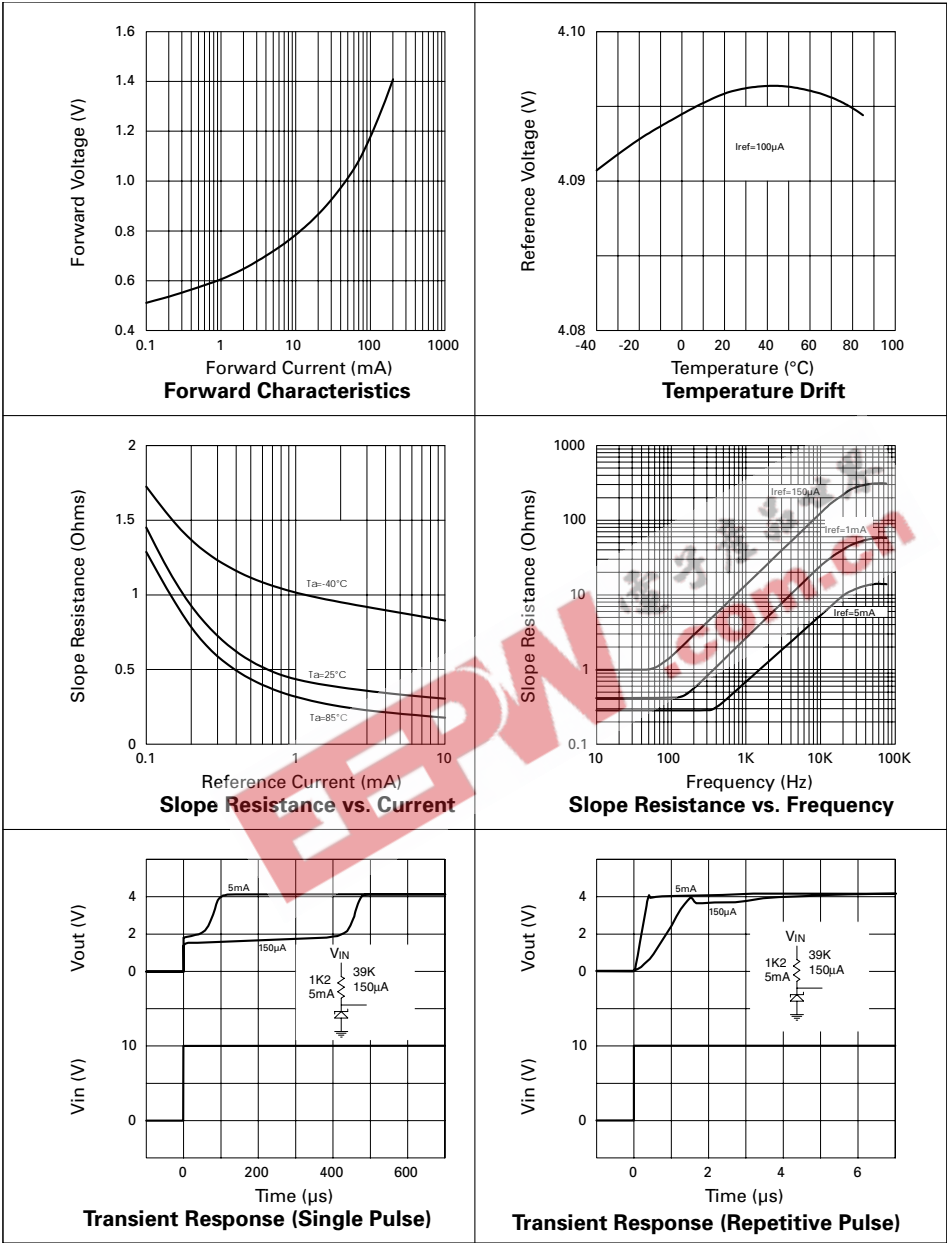 1.6
1.4
1.2
1.0
0.8
0.6
0.4
Forward Voltage (V)
0.1 1 10 100 1000
Forward Current (mA)
Forward Characteristics
4.10
4.09
4.08
Reference Voltage (V)
Iref=100µA
-40 -20 0 20 40 60 80 100
Temperature (°C)
Temperature Drift
2
1.5
1
0.5
0
Slope Resistance (Ohms)
Ta=-40°C
Ta=25°C
Ta=85°C
0.1 1 10
Reference Current (mA)
Slope Resistance vs. Current
1000
100
10
1
0.1
Slope Resistance (Ohms)
Iref=150µA
Iref=1mA
Iref=5mA
10 100 1K 10K 100K
Frequency (Hz)
Slope Resistance vs. Frequency
EEPW.com.cn
4
2
0
Vout (V)
5mA
150µA
VIN
1K2 39K
5mA 150µA
10
0
Vin (V)
0 200 400 600
Time (µs)
Transient Response (Single Pulse)
4
2
0
Vout (V)
5mA
150µA
VIN
1K2 39K
5mA 150µA
10
0
Vin (V)
0 2 4 6
Time (µs)
Transient Response (Repetitive Pulse)